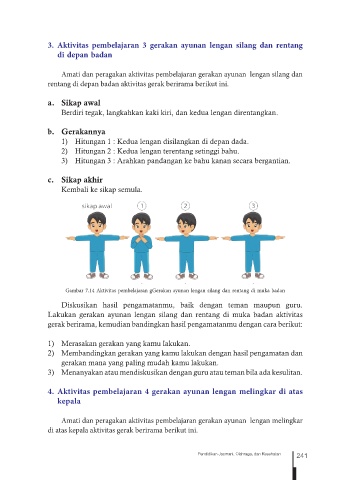 3. Aktivitas pembelajaran 3 gerakan ayunan lengan silang dan rentang
di depan badan
Amati dan peragakan aktivitas pembelajaran gerakan ayunan lengan silang dan
rentang di depan badan aktivitas gerak berirama berikut ini.
a. Sikap awal
Berdiri tegak, langkahkan kaki kiri, dan kedua lengan direntangkan.
b. Gerakannya
1) Hitungan 1 : Kedua lengan disilangkan di depan dada.
2) Hitungan 2 : Kedua lengan terentang setinggi bahu.
3) Hitungan 3 : Arahkan pandangan ke bahu kanan secara bergantian.
c. Sikap akhir
Kembali ke sikap semula.
sikap awal 1 2 3
Gambar 7.14 Aktivitas pembelajaran gGerakan ayunan lengan silang dan rentang di muka badan
Diskusikan hasil pengamatanmu, baik dengan teman maupun guru.
Lakukan gerakan ayunan lengan silang dan rentang di muka badan aktivitas
gerak berirama, kemudian bandingkan hasil pengamatanmu dengan cara berikut:
1) Merasakan gerakan yang kamu lakukan.
2) Membandingkan gerakan yang kamu lakukan dengan hasil pengamatan dan
gerakan mana yang paling mudah kamu lakukan.
3) Menanyakan atau mendiskusikan dengan guru atau teman bila ada kesulitan.
4. Aktivitas pembelajaran 4 gerakan ayunan lengan melingkar di atas
kepala
Amati dan peragakan aktivitas pembelajaran gerakan ayunan lengan melingkar
di atas kepala aktivitas gerak berirama berikut ini.
Pendidikan Jasmani, Olahraga, dan Kesehatan 241